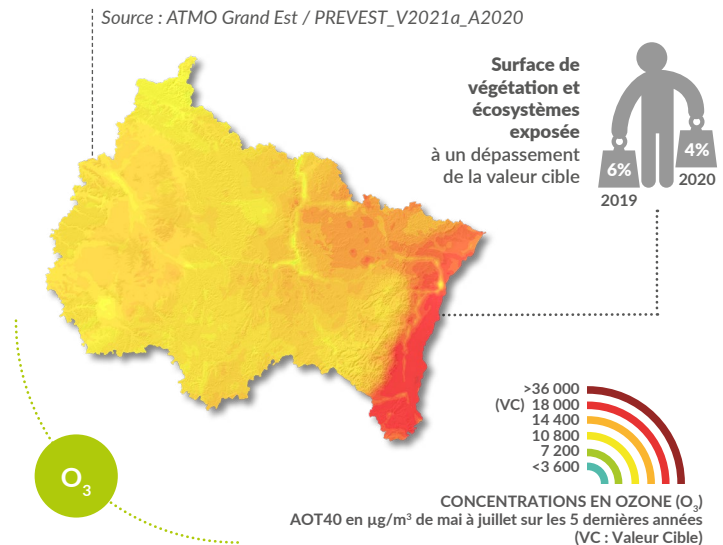 Source : ATMO Grand Est / PREVEST_V2021a_A2020
Surface de
végétation et
écosystèmes
exposée
à un dépassement
de la valeur cible
6%
4%
2019
2020
>36 000
(VC) 18 000
14 400
10 800
7 200
<3 600
O3
CONCENTRATIONS EN OZONE (O3)
AOT40 en µg/m³ de mai à juillet sur les 5 dernières années
(VC : Valeur Cible)